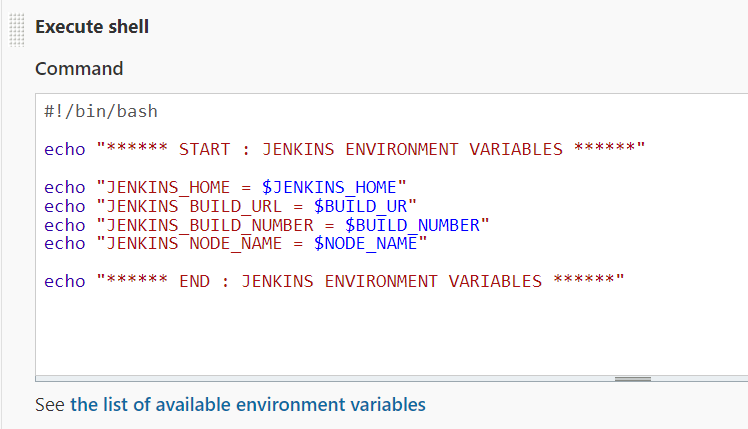 Execute shell
Command
#!/bin/bash
echo "****** START : JENKINS ENVIRONMENT VARIABLES ******"
echo "JENKINS_HOME = $JENKINS_HOME"
echo "JENKINS_BUILD_URL = $BUILD_UR"
echo "JENKINS_BUILD_NUMBER = $BUILD_NUMBER"
echo "JENKINS_NODE_NAME = $NODE_NAME"
echo "****** END : JENKINS ENVIRONMENT VARIABLES ******"
See the list of available environment variables